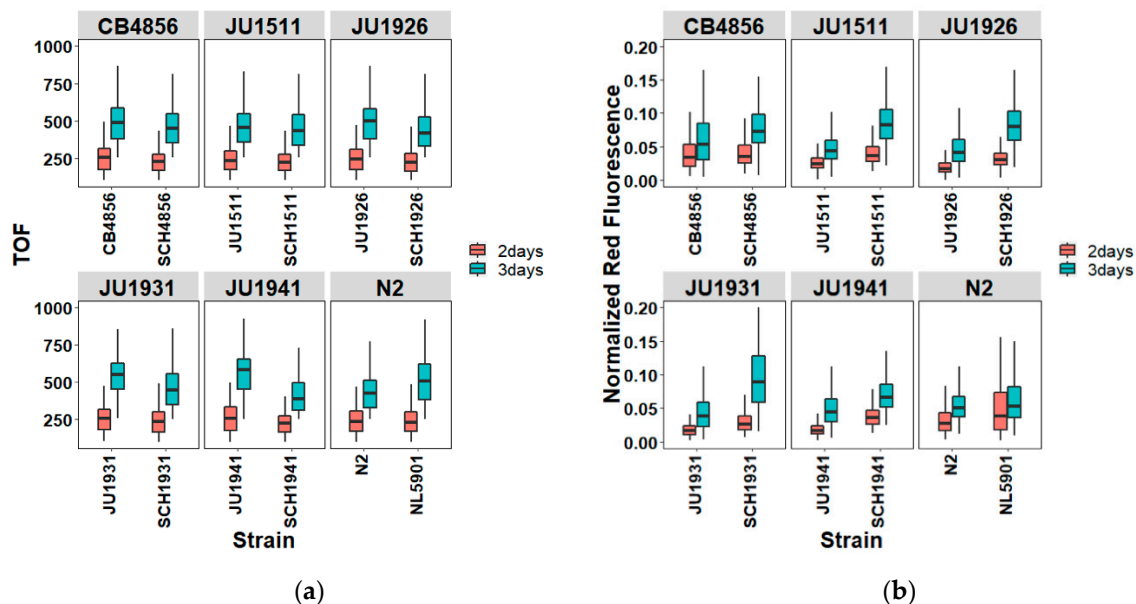 CB4856 JU1511 JU1926
1000
750
500
250
CB4856 SCH4856 JU1511 SCH1511 JU1926 SCH1926
TOF
2days
3days
JU1931 JU1941 N2
1000
750
500
250
JU1931 SCH1931 JU1941 SCH1941 N2 NL5901
Strain
(a)
CB4856 JU1511 JU1926
0.20
0.15
0.10
0.05
0.00
CB4856 SCH4856 JU1511 SCH1511 JU1926 SCH1926
Normalized Red Fluorescence
2days
3days
JU1931 JU1941 N2
0.20
0.15
0.10
0.05
0.00
JU1931 SCH1931 JU1941 SCH1941 N2 NL5901
Strain
(b)